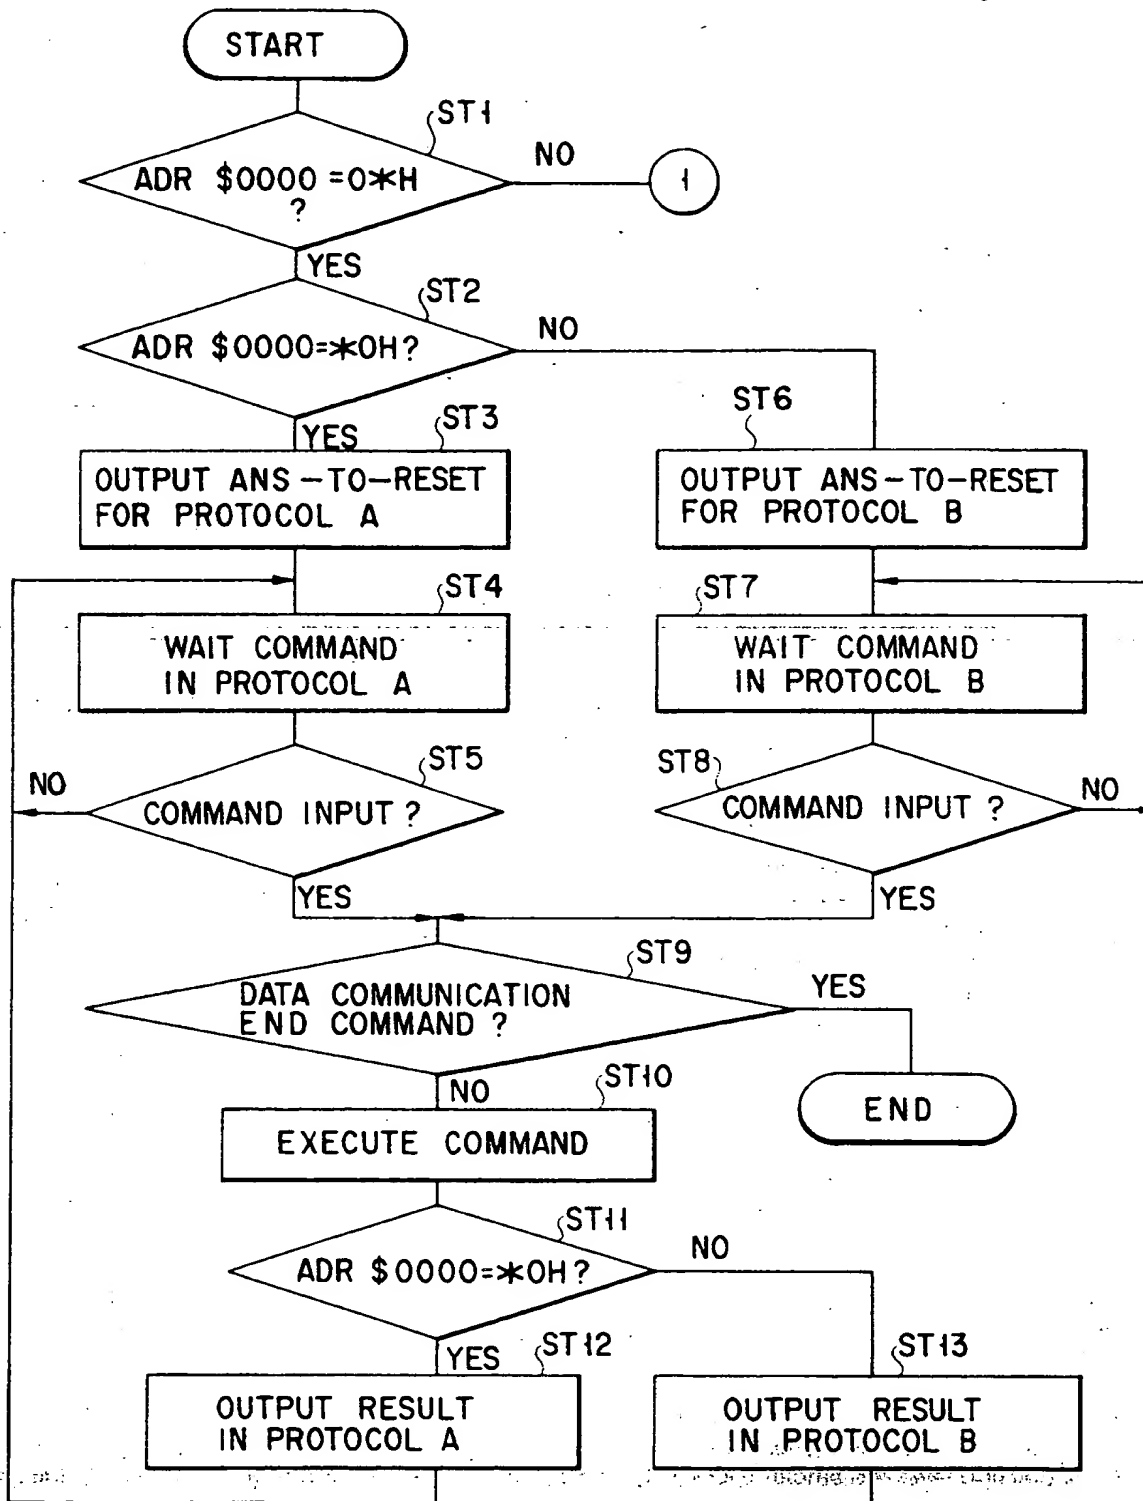 START
ST1
ADR $0000=0*H
?
NO
1
YES
ST2
ADR $0000=*0H?
NO
YES
ST3
OUTPUT ANS-TO-RESET
FOR PROTOCOL A
ST6
OUTPUT ANS-TO-RESET
FOR PROTOCOL B
ST4
WAIT COMMAND
IN PROTOCOL A
ST7
WAIT COMMAND
IN PROTOCOL B
ST5
NO
COMMAND INPUT ?
YES
ST8
COMMAND INPUT ?
NO
YES
ST9
DATA COMMUNICATION
END COMMAND ?
YES
END
NO
ST10
EXECUTE COMMAND
ST11
ADR $0000=*0H?
NO
YES
ST12
OUTPUT RESULT
IN PROTOCOL A
ST13
OUTPUT RESULT
IN PROTOCOL B